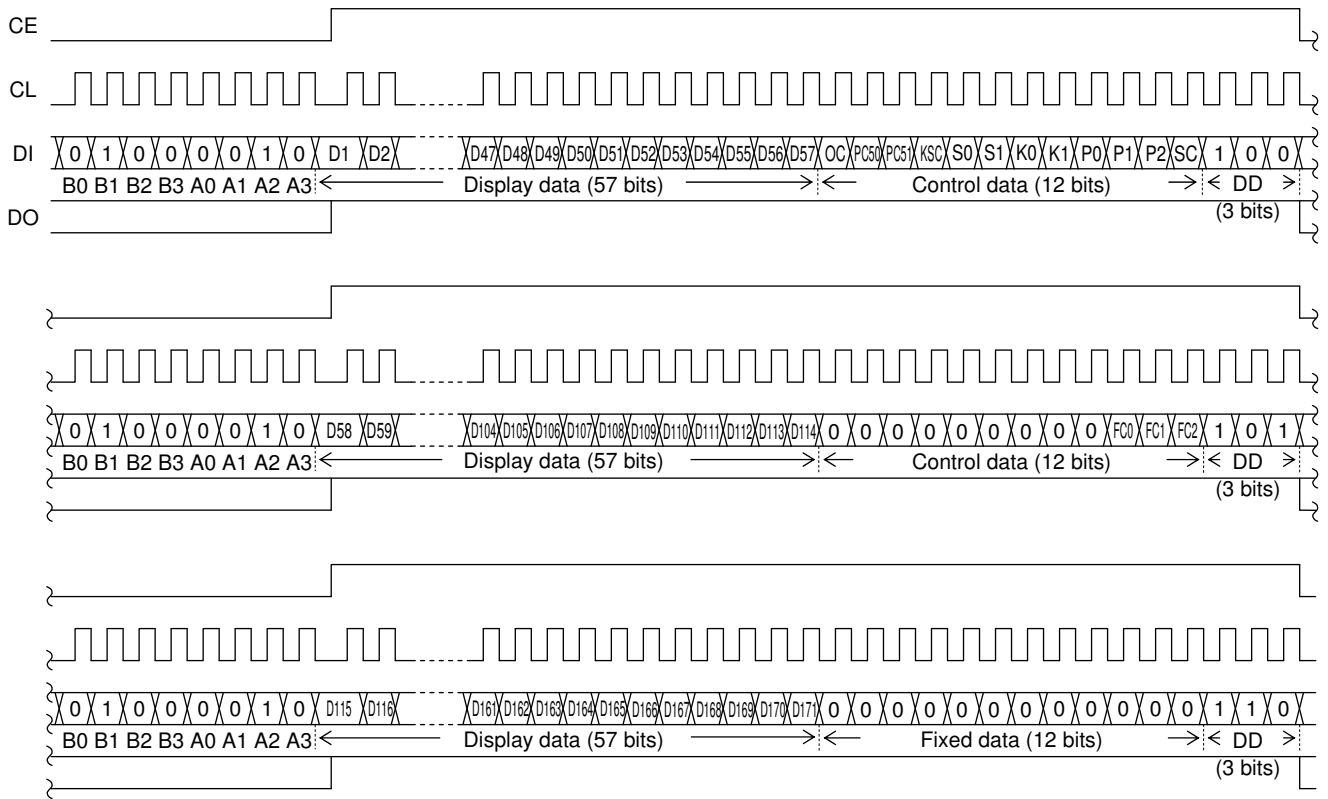 CE
CL
DI 0 1 0 0 0 0 1 0 D1 D2 D47 D48 D49 D50 D51 D52 D53 D54 D55 D56 D57 OC PC50 PC51 KSC S0 S1 K0 K1 P0 P1 P2 SC 1 0 0
B0 B1 B2 B3 A0 A1 A2 A3 Display data (57 bits) Control data (12 bits) DD
(3 bits)
DO
0 1 0 0 0 0 1 0 D58 D59 D104 D105 D106 D107 D108 D109 D110 D111 D112 D113 D114 0 0 0 0 0 0 0 0 0 FC0 FC1 FC2 1 0 1
B0 B1 B2 B3 A0 A1 A2 A3 Display data (57 bits) Control data (12 bits) DD
(3 bits)
0 1 0 0 0 0 1 0 D115 D116 D161 D162 D163 D164 D165 D166 D167 D168 D169 D170 D171 0 0 0 0 0 0 0 0 0 0 0 0 1 1 0
B0 B1 B2 B3 A0 A1 A2 A3 Display data (57 bits) Fixed data (12 bits) DD
(3 bits)